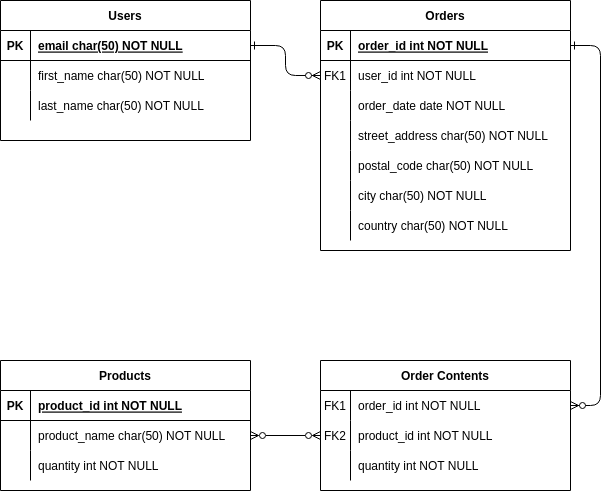 Users
PK email char(50) NOT NULL
first_name char(50) NOT NULL
last_name char(50) NOT NULL
Orders
PK order_id int NOT NULL
FK1 user_id int NOT NULL
order_date date NOT NULL
street_address char(50) NOT NULL
postal_code char(50) NOT NULL
city char(50) NOT NULL
country char(50) NOT NULL
Products
PK product_id int NOT NULL
product_name char(50) NOT NULL
quantity int NOT NULL
Order Contents
FK1 order_id int NOT NULL
FK2 product_id int NOT NULL
quantity int NOT NULL